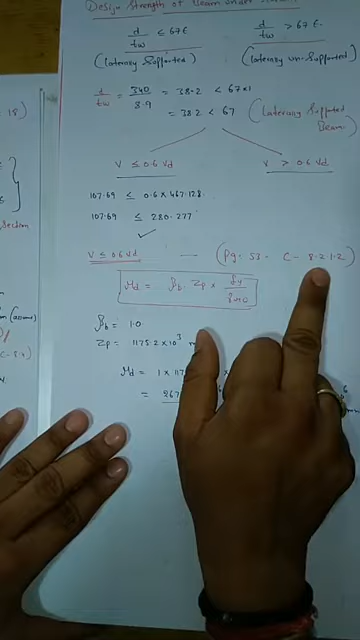 Design Strength of Beam under
d/tw ≤ 67ε
d/tw > 67ε
(Laterally Supported)
(Laterally un-Supported)
d/tw = 340/8.9 = 38.2 < 67×1
= 38.2 < 67 (Laterally Supported Beam)
V ≤ 0.6 Vd
V > 0.6 Vd
107.69 ≤ 0.6 × 467.128
107.69 ≤ 280.277
✓
V ≤ 0.6 Vd — (Pg. 53 - C - 8.2.1.2)
Md = βb . Zp × fy/γm0
βb = 1.0
Zp = 1175.2 × 10³
Md = 1 ×
= 267